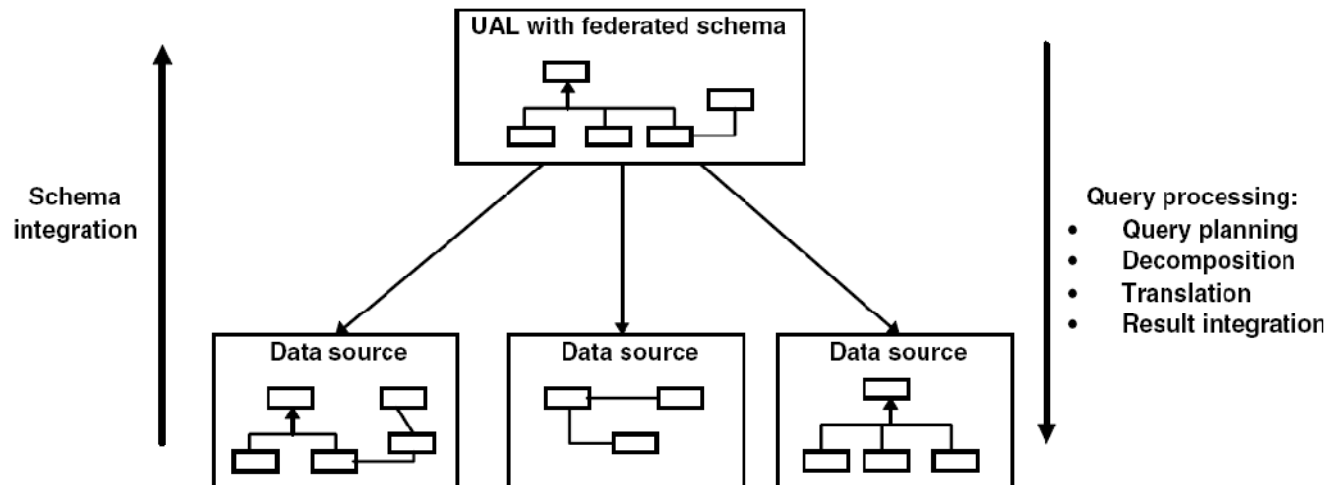 UAL with federated schema
Schema
integration
Query processing:
• Query planning
• Decomposition
• Translation
• Result integration
Data source
Data source
Data source